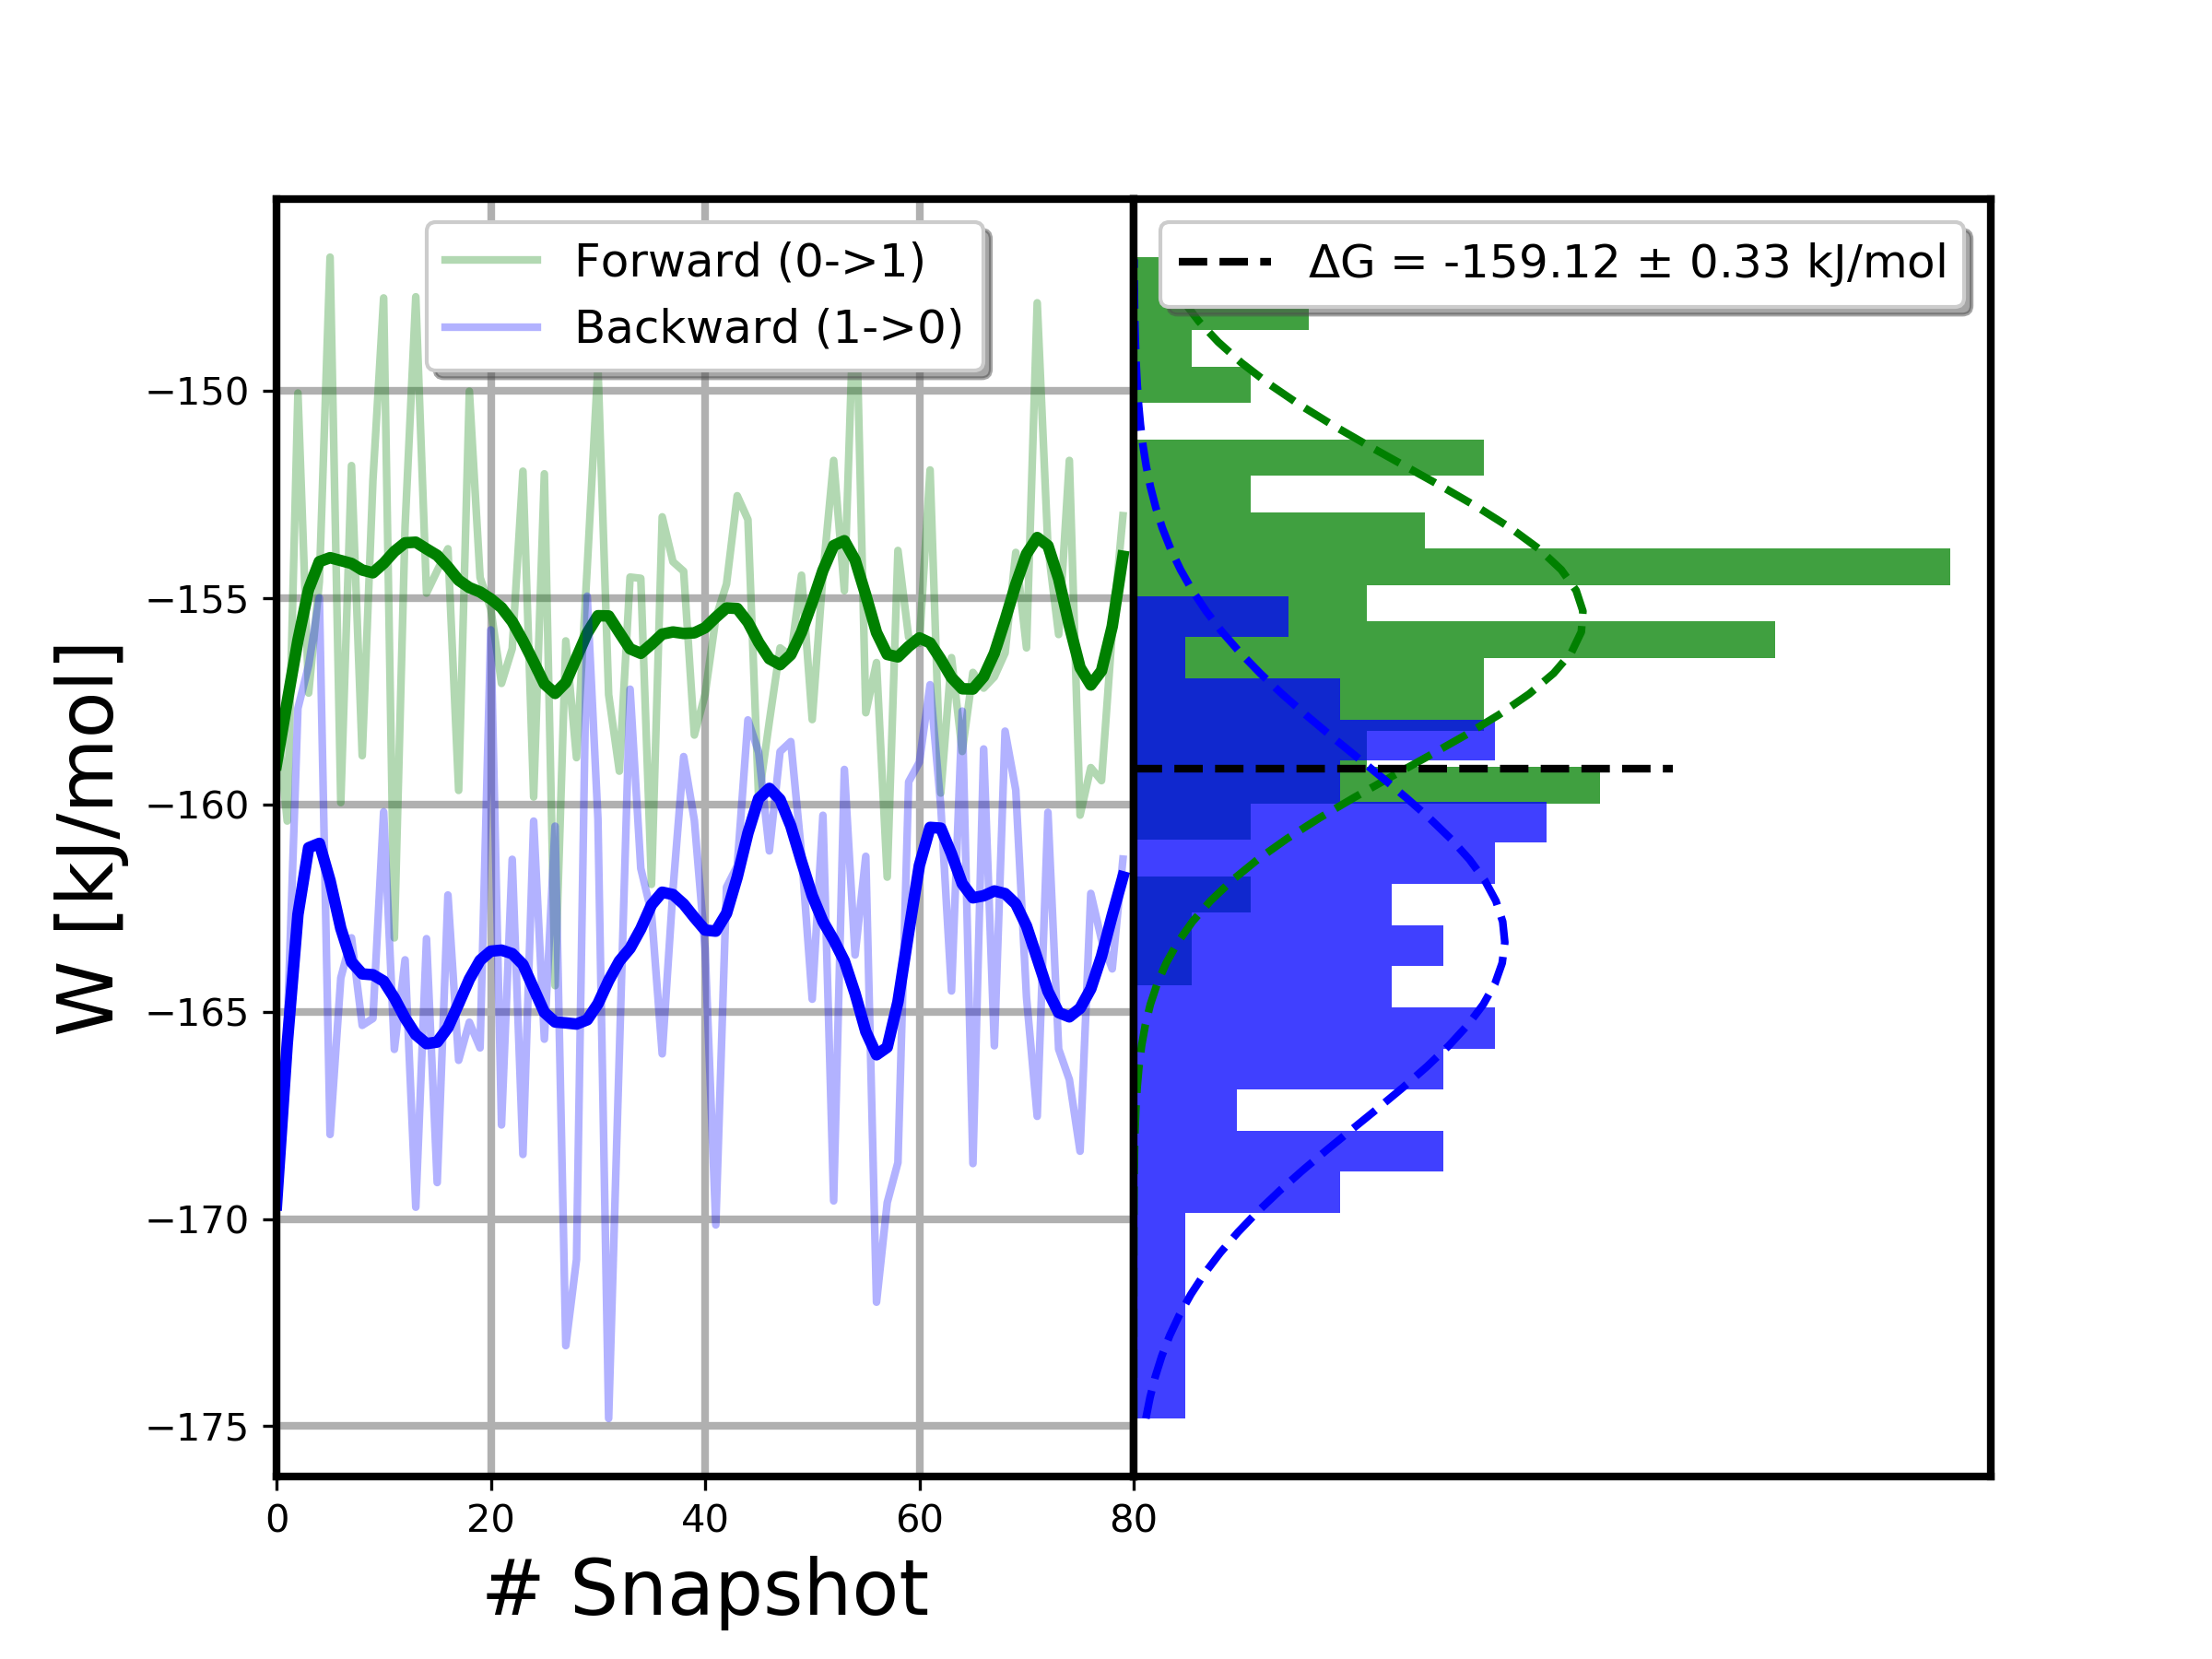 Forward (0->1)
Backward (1->0)
ΔG = -159.12 ± 0.33 kJ/mol
W [kJ/mol]
−150
−155
−160
−165
−170
−175
0 20 40 60 80
# Snapshot